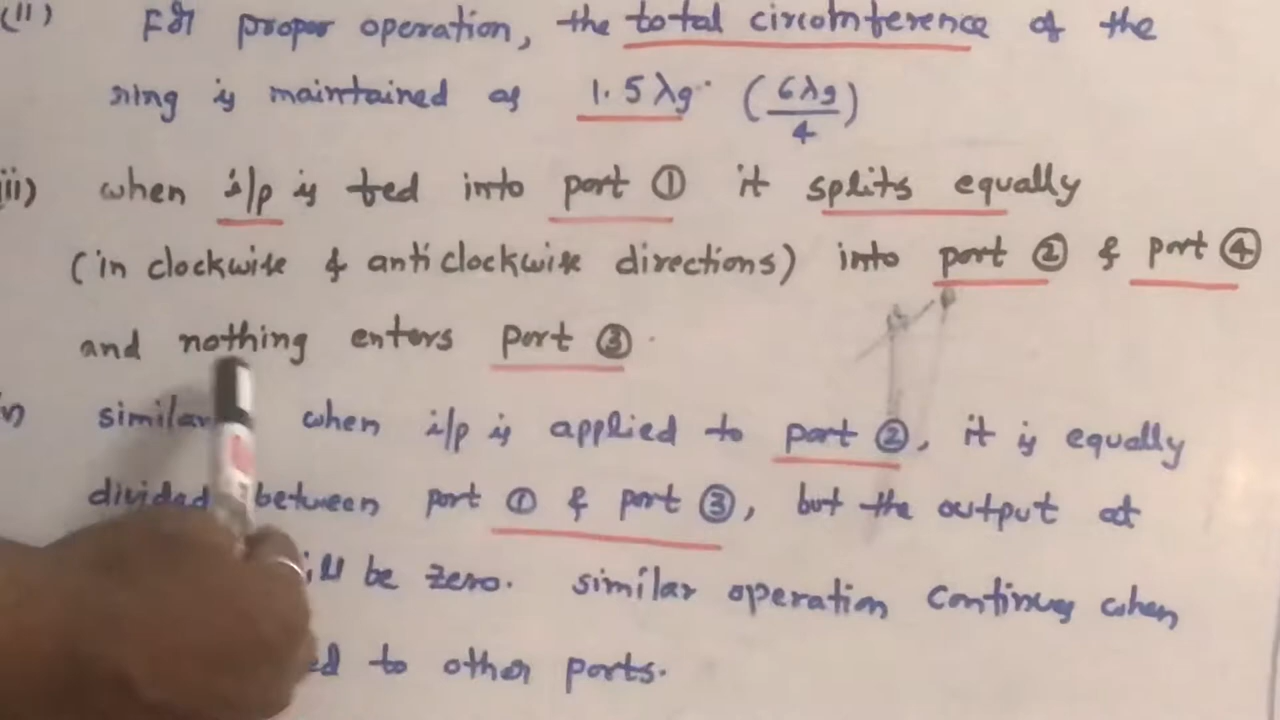 (ii) For proper operation, the total circumference of the
ring is maintained as 1.5λg (6λg/4)
iii) when i/p is fed into port ① it splits equally
(in clockwise & anticlockwise directions) into port ② & port ④
and nothing enters port ③.
similar when i/p is applied to port ②, it is equally
divided between port ① & port ③, but the output at
be zero. similar operation continues when
to other ports.